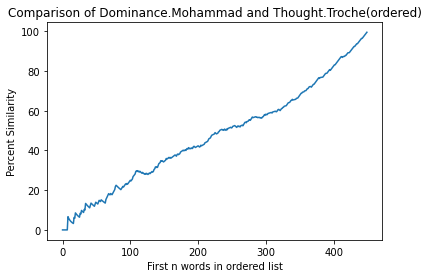 Comparison of Dominance.Mohammad and Thought.Troche(ordered)
100
80
60
40
20
0
Percent Similarity
0 100 200 300 400
First n words in ordered list